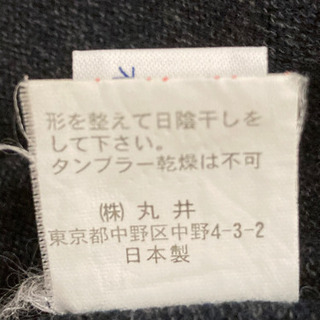 形を整えて日陰干しを
して下さい。
タンブラー乾燥は不可
㈱ 丸井
東京都中野区中野4-3-2
日本製